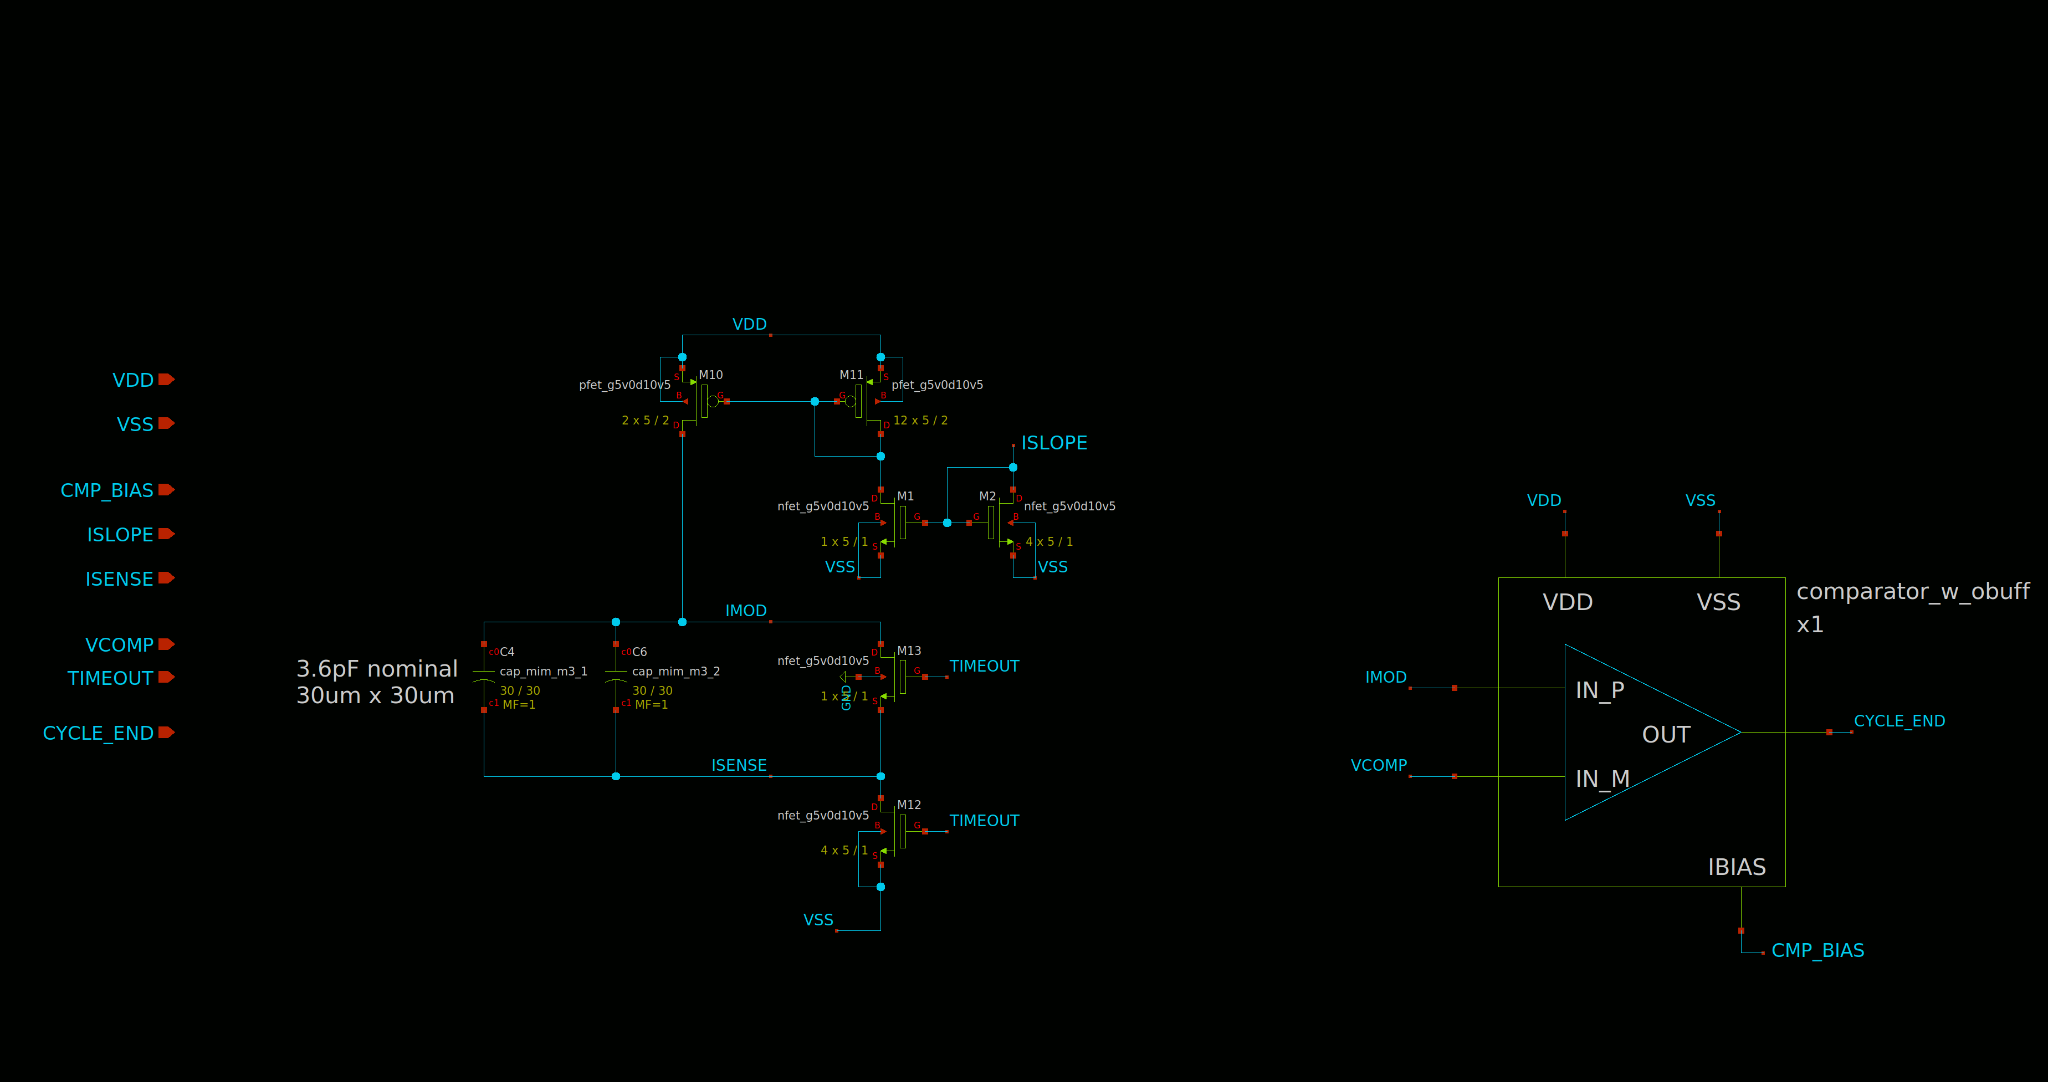 VDD
VSS
CMP_BIAS
ISLOPE
ISENSE
VCOMP
TIMEOUT
CYCLE_END
3.6pF nominal
30um x 30um
VDD
S
M10
pfet_g5v0d10v5
B
G
2 x 5 / 2
D
M11
S
pfet_g5v0d10v5
G
B
12 x 5 / 2
D
ISLOPE
D
M1
nfet_g5v0d10v5
B
G
1 x 5 / 1
S
VSS
M2
D
nfet_g5v0d10v5
G
B
4 x 5 / 1
S
VSS
IMOD
c0
C4
cap_mim_m3_1
30 / 30
c1
MF=1
c0
C6
cap_mim_m3_2
30 / 30
c1
MF=1
M13
nfet_g5v0d10v5
D
B
G
TIMEOUT
GND
S
ISENSE
M12
D
nfet_g5v0d10v5
B
G
TIMEOUT
4 x 5 / 1
S
VSS
VDD
VSS
comparator_w_obuff
x1
VDD
VSS
IMOD
IN_P
OUT
CYCLE_END
VCOMP
IN_M
IBIAS
CMP_BIAS